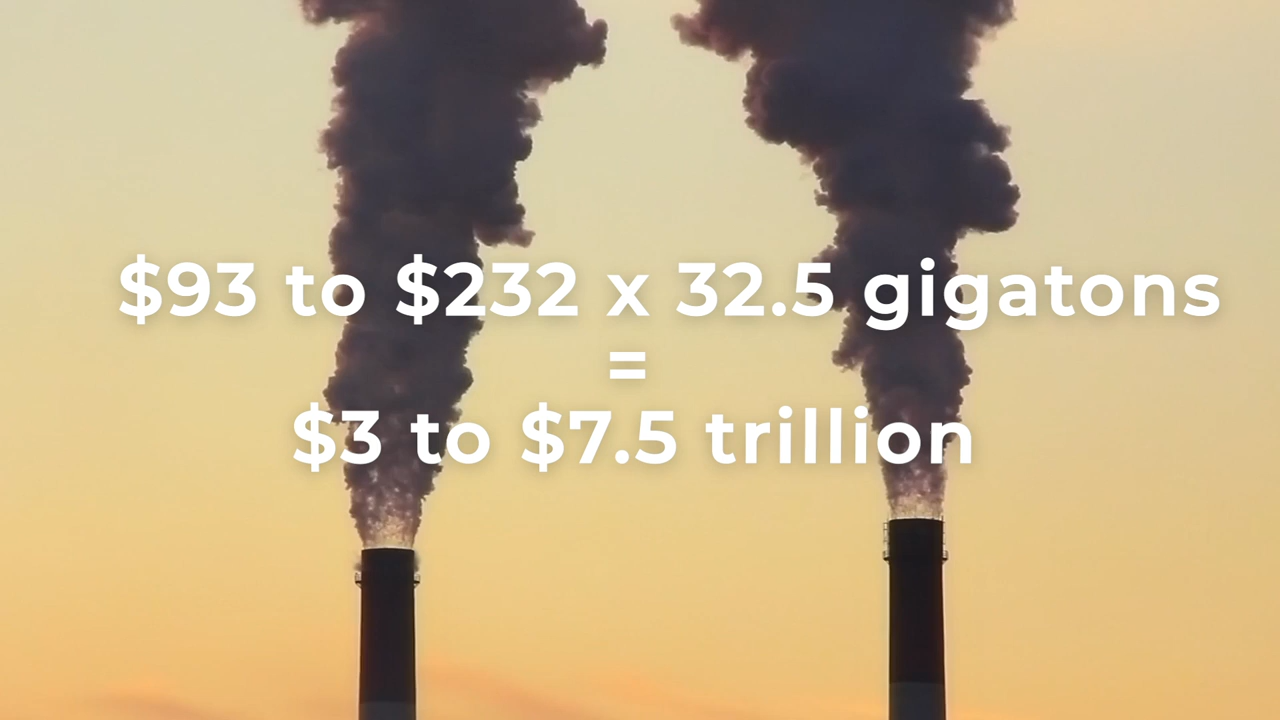 $93 to $232 x 32.5 gigatons
=
$3 to $7.5 trillion